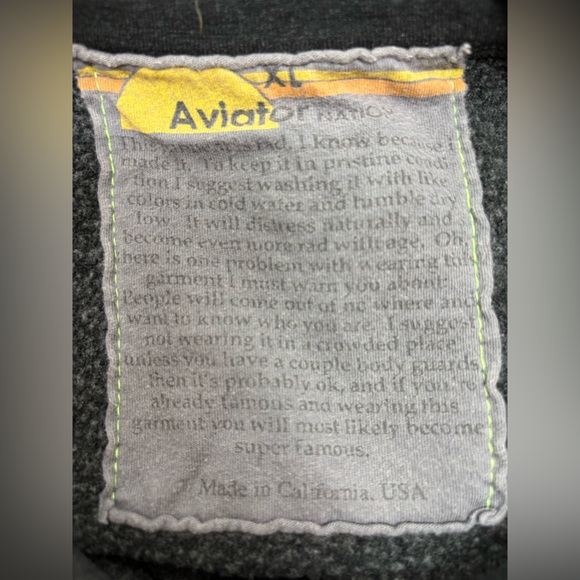 XL
Aviator NATION
This is rad, I know because I
made it. To keep it in pristine condi-
tion I suggest washing it with like
colors in cold water and tumble dry
low. It will distress naturally and
become even more rad with age. Oh,
there is one problem with wearing this
garment I must warn you about:
People will come out of no where and
want to know who you are. I suggest
not wearing it in a crowded place
unless you have a couple body guards,
then it's probably ok, and if you're
already famous and wearing this
garment you will most likely become
super famous.
Made in California, USA